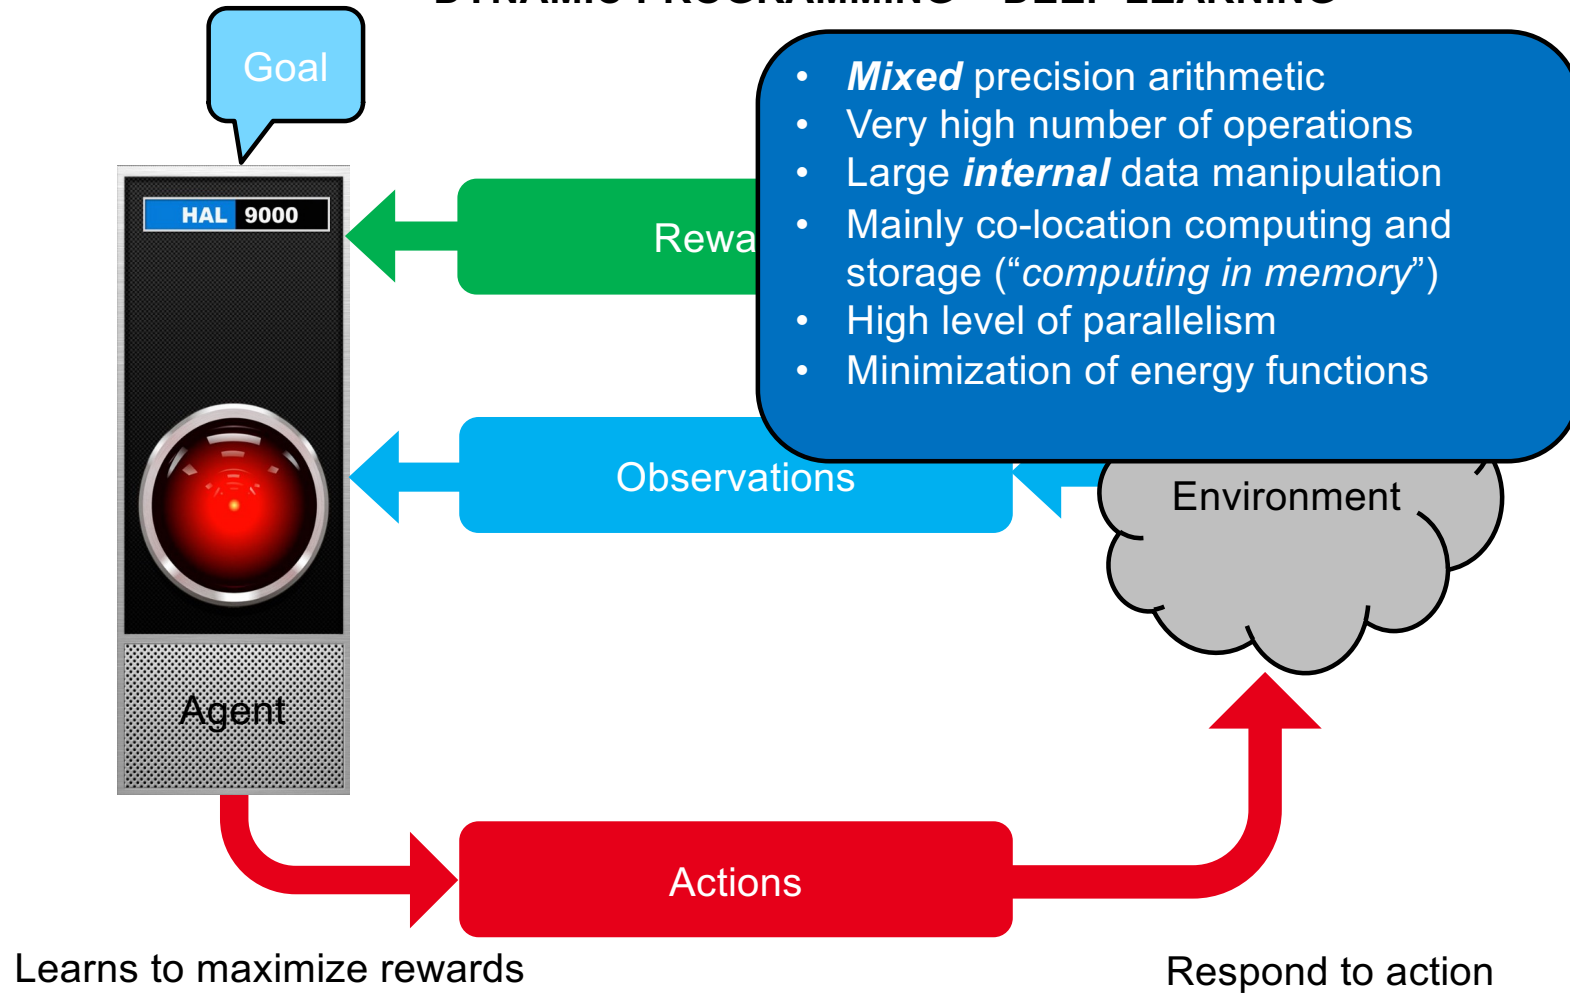 Goal
• Mixed precision arithmetic
• Very high number of operations
• Large internal data manipulation
• Mainly co-location computing and
storage (“computing in memory”)
• High level of parallelism
• Minimization of energy functions
HAL 9000
Rewa
Observations
Environment
Agent
Actions
Learns to maximize rewards
Respond to action